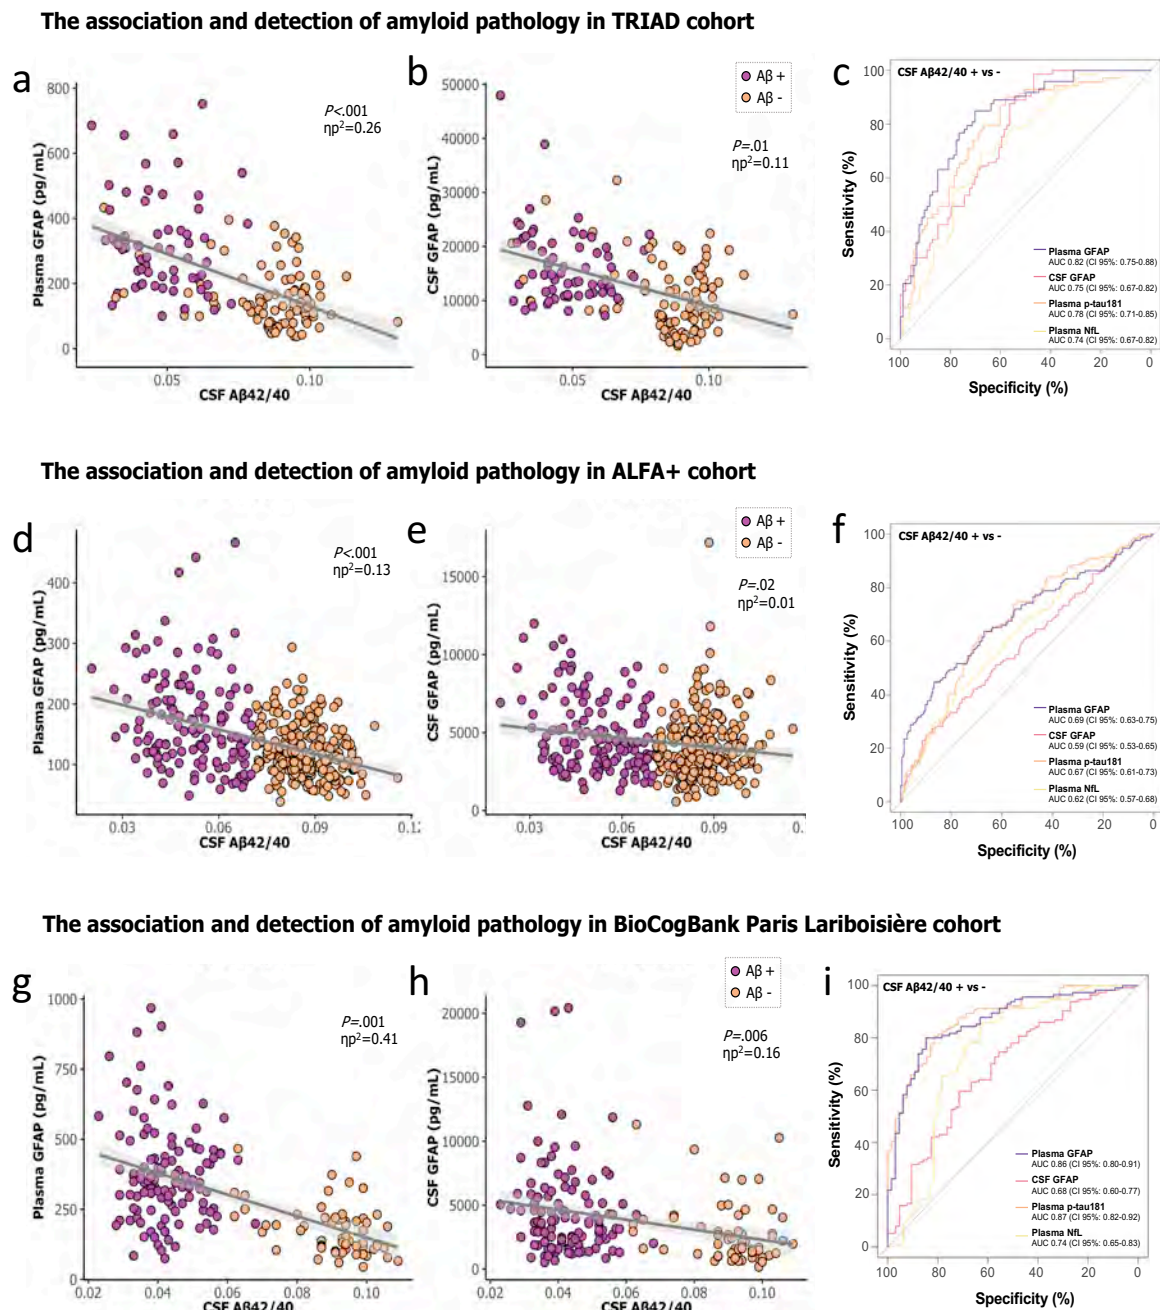 The association and detection of amyloid pathology in TRIAD cohort
a
800
600
400
200
0
Plasma GFAP (pg/mL)
P<.001
ηp²=0.26
0.05
0.10
CSF Aβ42/40
b
50000
40000
30000
20000
10000
0
CSF GFAP (pg/mL)
Aβ +
Aβ -
P=.01
ηp²=0.11
0.05
0.10
CSF Aβ42/40
c
CSF Aβ42/40 + vs -
100
80
60
40
20
0
Sensitivity (%)
Plasma GFAP
AUC 0.82 (CI 95%: 0.75-0.88)
CSF GFAP
AUC 0.75 (CI 95%: 0.67-0.82)
Plasma p-tau181
AUC 0.78 (CI 95%: 0.71-0.85)
Plasma NfL
AUC 0.74 (CI 95%: 0.67-0.82)
100 80 60 40 20 0
Specificity (%)
The association and detection of amyloid pathology in ALFA+ cohort
d
400
300
200
100
Plasma GFAP (pg/mL)
P<.001
ηp²=0.13
0.03
0.06
0.09
CSF Aβ42/40
e
15000
10000
5000
0
CSF GFAP (pg/mL)
Aβ +
Aβ -
P=.02
ηp²=0.01
0.03
0.06
0.09
CSF Aβ42/40
f
CSF Aβ42/40 + vs -
100
80
60
40
20
0
Sensitivity (%)
Plasma GFAP
AUC 0.69 (CI 95%: 0.63-0.75)
CSF GFAP
AUC 0.59 (CI 95%: 0.53-0.65)
Plasma p-tau181
AUC 0.67 (CI 95%: 0.61-0.73)
Plasma NfL
AUC 0.62 (CI 95%: 0.57-0.68)
100 80 60 40 20 0
Specificity (%)
The association and detection of amyloid pathology in BioCogBank Paris Lariboisière cohort
g
1000
750
500
250
0
Plasma GFAP (pg/mL)
P=.001
ηp²=0.41
0.02 0.04 0.06 0.08 0.10
CSF Aβ42/40
h
20000
15000
10000
5000
0
CSF GFAP (pg/mL)
Aβ +
Aβ -
P=.006
ηp²=0.16
0.02 0.04 0.06 0.08 0.10
CSF Aβ42/40
i
CSF Aβ42/40 + vs -
100
80
60
40
20
0
Sensitivity (%)
Plasma GFAP
AUC 0.86 (CI 95%: 0.80-0.91)
CSF GFAP
AUC 0.68 (CI 95%: 0.60-0.77)
Plasma p-tau181
AUC 0.87 (CI 95%: 0.82-0.92)
Plasma NfL
AUC 0.74 (CI 95%: 0.65-0.83)
100 80 60 40 20 0
Specificity (%)